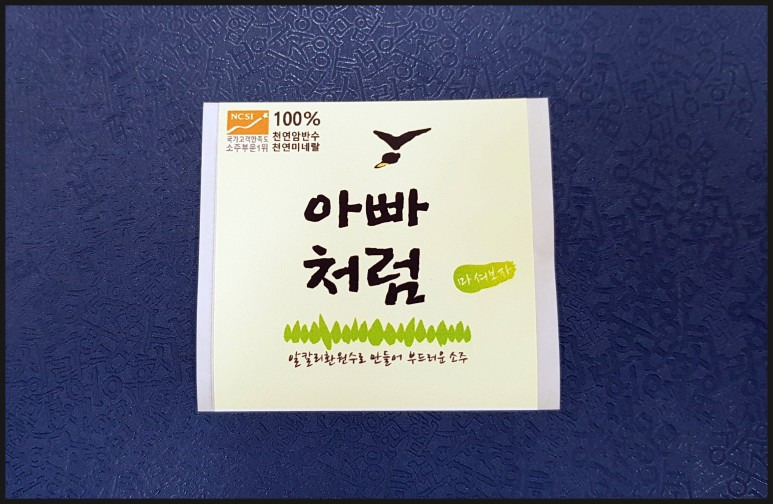 NCSI
국가고객만족도
소주부문1위
100%
천연암반수
천연미네랄
아빠
처럼
마셔보자
알칼리환원수로 만들어 부드러운 소주